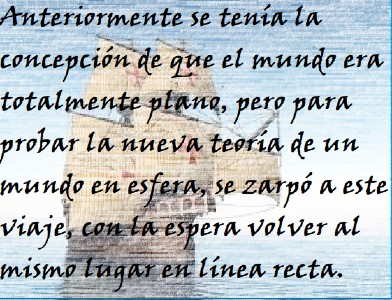 Anteriormente se tenía la
concepción de que el mundo era
totalmente plano, pero para
probar la nueva teoría de un
mundo en esfera, se zarpó a este
viaje, con la espera volver al
mismo lugar en línea recta.